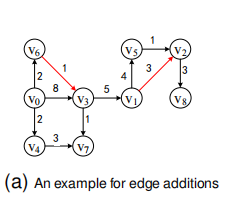 V6 V5 1 V2
1
2 4 3 3
V0 8 V3 5 V1 V8
2 1
V4 3 V7
(a) An example for edge additions